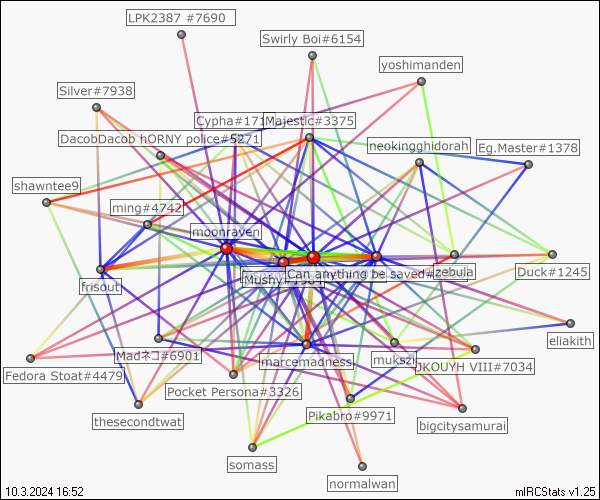 LPK2387 #7690
Swirly Boi#6154
yoshimanden
Silver#7938
Cypha#171
Majestic#3375
DacobDacob hORNY police#5271
neokingghidorah
Eg.Master#1378
shawntee9
ming#4742
moonraven
Mushy#1984
Can anything be saved#2
zebula
Duck#1245
frisout
eliakith
Madネコ#6901
marcemadness
mukszi
JKOUYH VIII#7034
Fedora Stoat#4479
Pocket Persona#3326
thesecondtwat
Pikabro#9971
bigcitysamurai
somass
normalwan
10.3.2024 16:52
mIRCStats v1.25